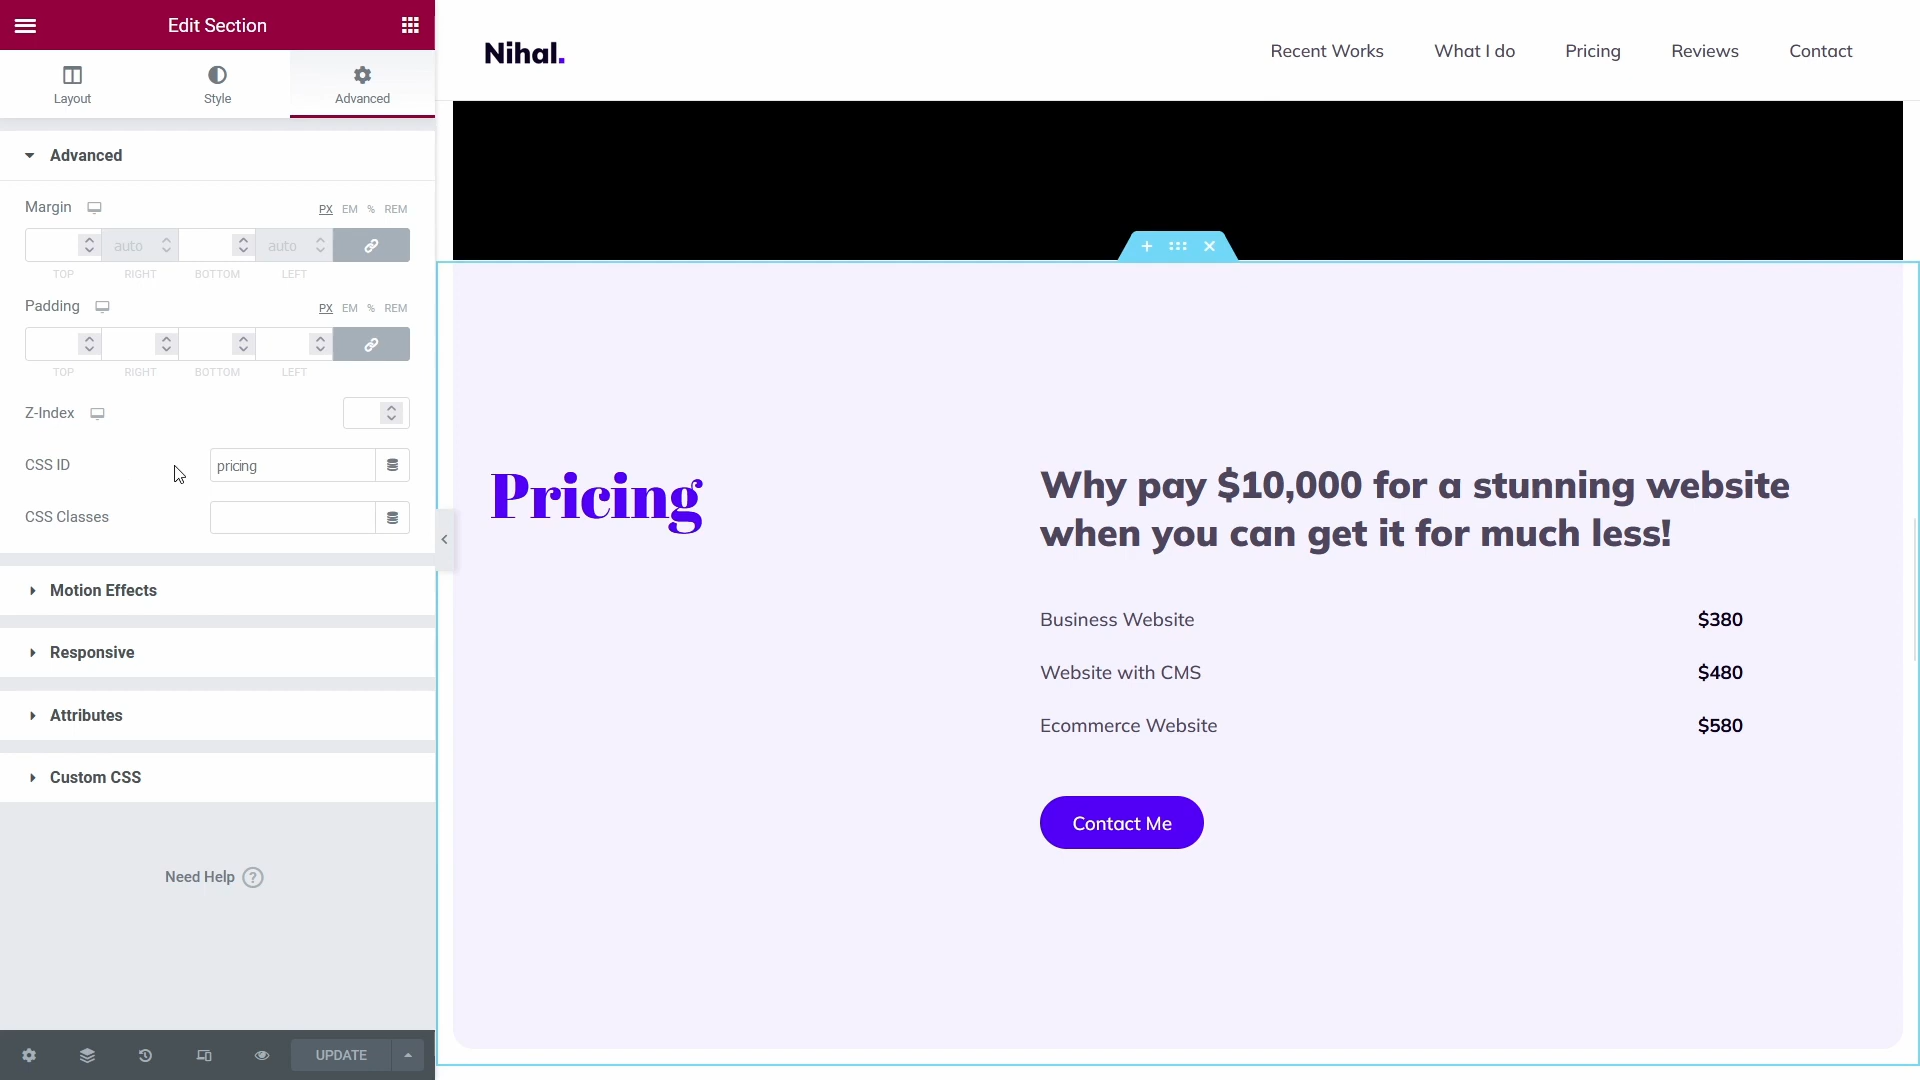 Edit Section
Layout
Style
Advanced
Advanced
Margin
PX EM % REM
auto
auto
TOP RIGHT BOTTOM LEFT
Padding
PX EM % REM
TOP RIGHT BOTTOM LEFT
Z-Index
CSS ID
pricing
CSS Classes
Motion Effects
Responsive
Attributes
Custom CSS
Need Help ?
UPDATE
Nihal.
Recent Works
What I do
Pricing
Reviews
Contact
Pricing
Why pay $10,000 for a stunning website
when you can get it for much less!
Business Website $380
Website with CMS $480
Ecommerce Website $580
Contact Me